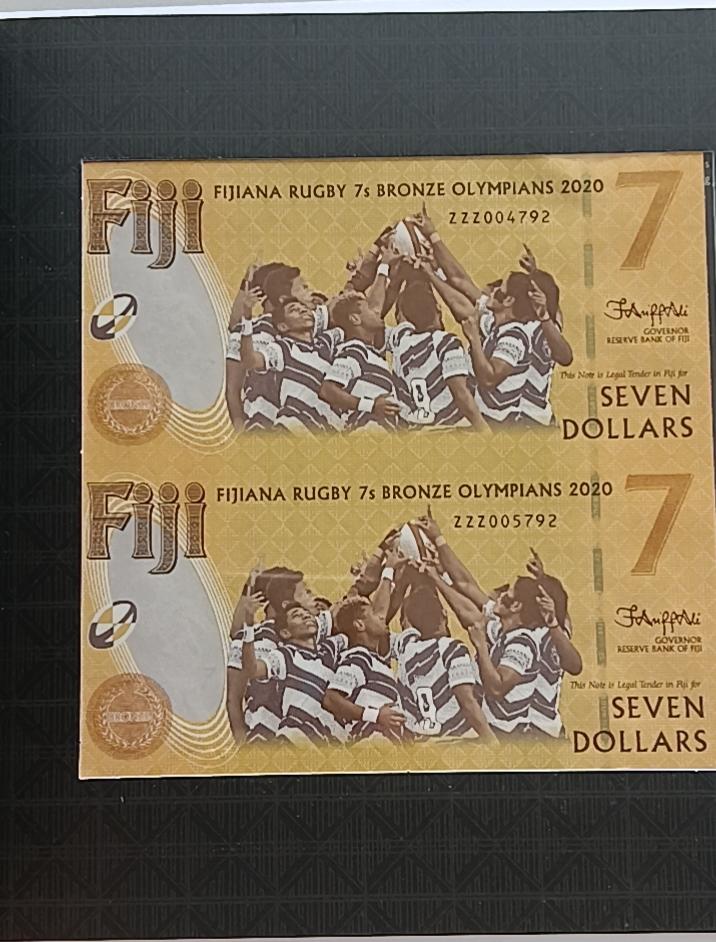 Fiji
FIJIANA RUGBY 7s BRONZE OLYMPIANS 2020
ZZZ004792
7
GOVERNOR
RESERVE BANK OF FIJI
This Note is Legal Tender in Fiji for
SEVEN
DOLLARS
BRONZE
Fiji
FIJIANA RUGBY 7s BRONZE OLYMPIANS 2020
ZZZ005792
7
GOVERNOR
RESERVE BANK OF FIJI
This Note is Legal Tender in Fiji for
SEVEN
DOLLARS
BRONZE